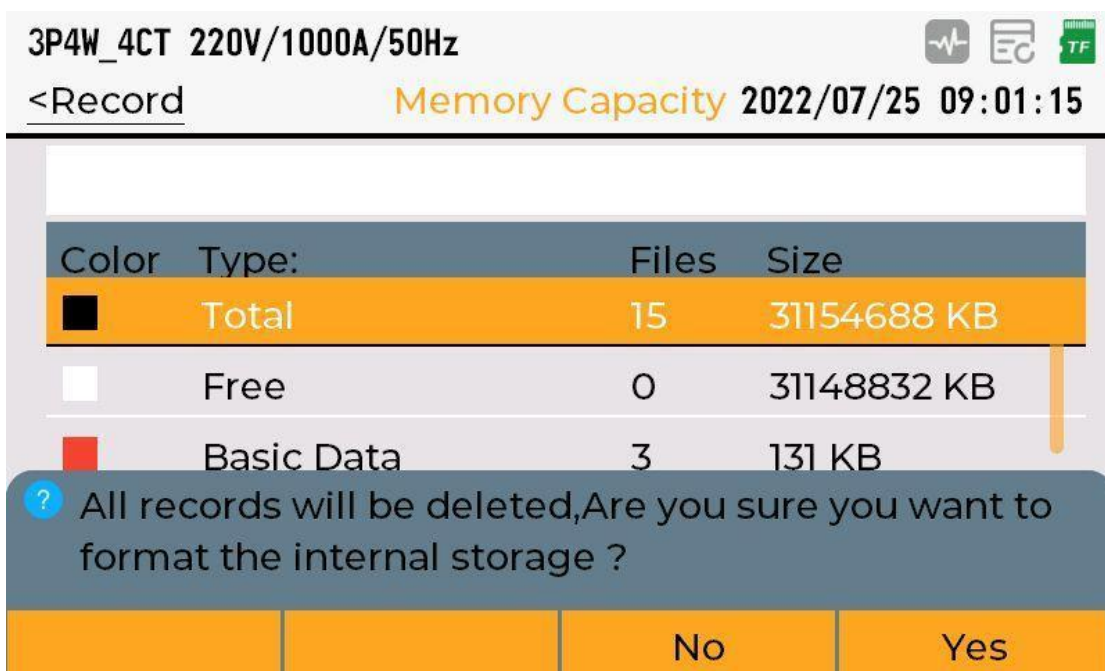 3P4W_4CT 220V/1000A/50Hz
TF
<Record Memory Capacity 2022/07/25 09:01:15
Color Type: Files Size
Total 15 31154688 KB
Free 0 31148832 KB
Basic Data 3 131 KB
? All records will be deleted,Are you sure you want to
format the internal storage ?
No Yes